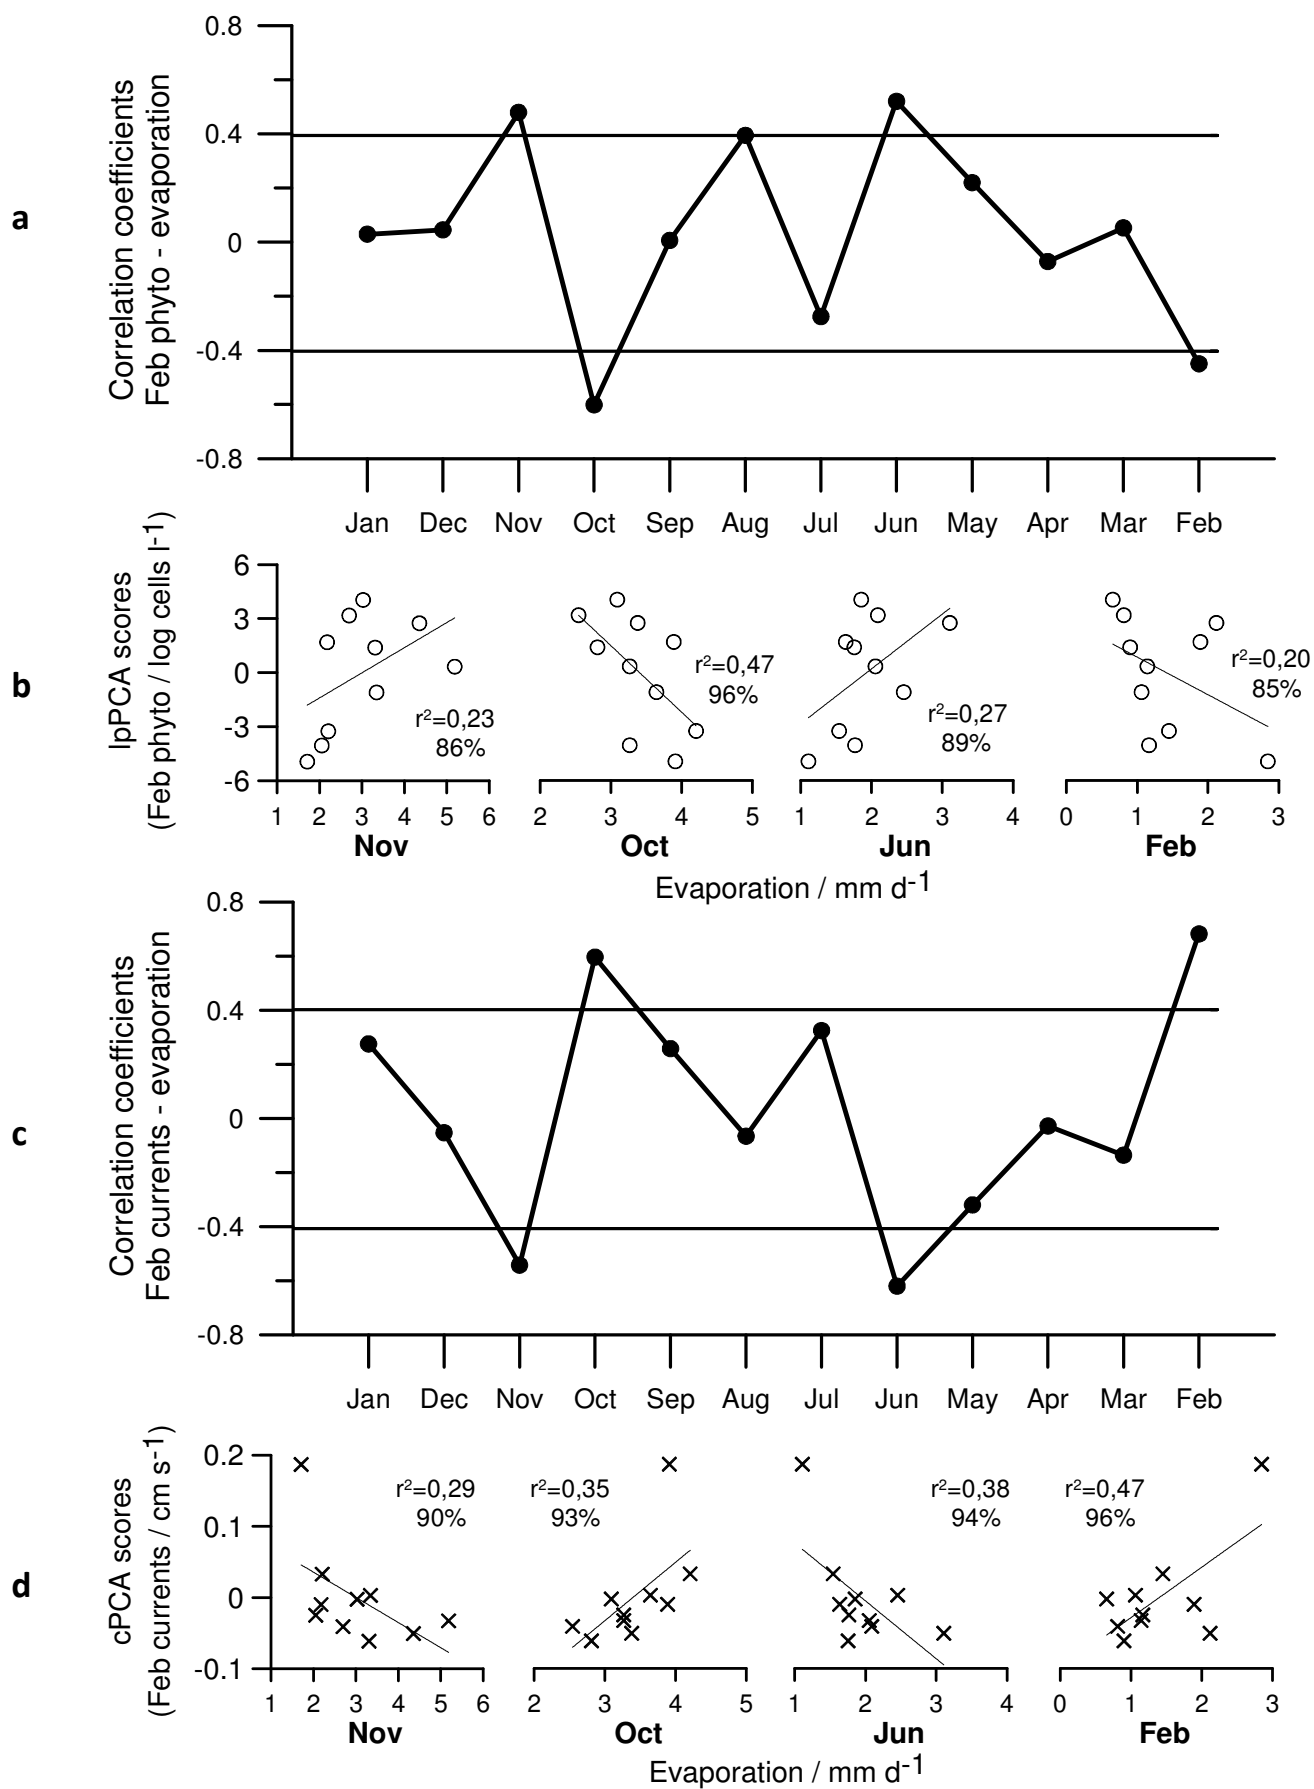 a
Correlation coefficients
Feb phyto - evaporation
0.8
0.4
0
-0.4
-0.8
Jan Dec Nov Oct Sep Aug Jul Jun May Apr Mar Feb
b
lpPCA scores
(Feb phyto / log cells l-1)
6
3
0
-3
-6
r²=0,23
86%
r²=0,47
96%
r²=0,27
89%
r²=0,20
85%
1 2 3 4 5 6 2 3 4 5 1 2 3 4 0 1 2 3
Nov Oct Jun Feb
Evaporation / mm d-1
c
Correlation coefficients
Feb currents - evaporation
0.8
0.4
0
-0.4
-0.8
Jan Dec Nov Oct Sep Aug Jul Jun May Apr Mar Feb
d
cPCA scores
(Feb currents / cm s-1)
0.2
0.1
0
-0.1
r²=0,29
90%
r²=0,35
93%
r²=0,38
94%
r²=0,47
96%
1 2 3 4 5 6 2 3 4 5 1 2 3 4 0 1 2 3
Nov Oct Jun Feb
Evaporation / mm d-1